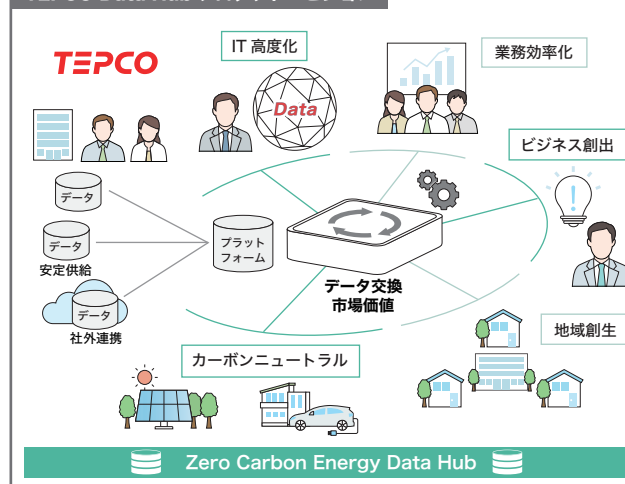 TEPCO
IT 高度化
業務効率化
Data
ビジネス創出
データ
データ
安定供給
データ
社外連携
プラット
フォーム
データ交換
市場価値
カーボンニュートラル
地域創生
Zero Carbon Energy Data Hub